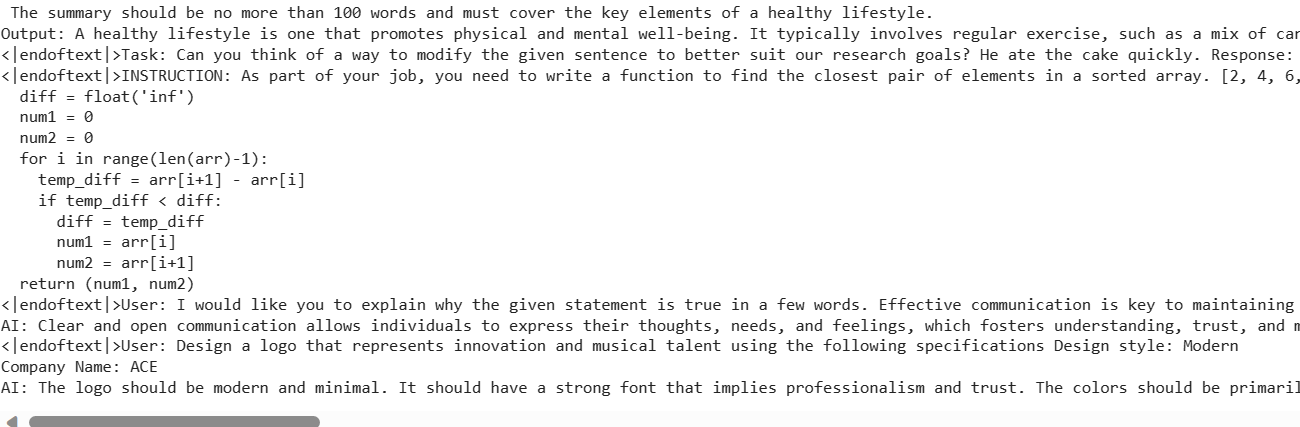 The summary should be no more than 100 words and must cover the key elements of a healthy lifestyle.
Output: A healthy lifestyle is one that promotes physical and mental well-being. It typically involves regular exercise, such as a mix of car
<|endoftext|>Task: Can you think of a way to modify the given sentence to better suit our research goals? He ate the cake quickly. Response:
<|endoftext|>INSTRUCTION: As part of your job, you need to write a function to find the closest pair of elements in a sorted array. [2, 4, 6,
  diff = float('inf')
  num1 = 0
  num2 = 0
  for i in range(len(arr)-1):
    temp_diff = arr[i+1] - arr[i]
    if temp_diff < diff:
      diff = temp_diff
      num1 = arr[i]
      num2 = arr[i+1]
  return (num1, num2)
<|endoftext|>User: I would like you to explain why the given statement is true in a few words. Effective communication is key to maintaining
AI: Clear and open communication allows individuals to express their thoughts, needs, and feelings, which fosters understanding, trust, and
<|endoftext|>User: Design a logo that represents innovation and musical talent using the following specifications Design style: Modern
Company Name: ACE
AI: The logo should be modern and minimal. It should have a strong font that implies professionalism and trust. The colors should be primaril